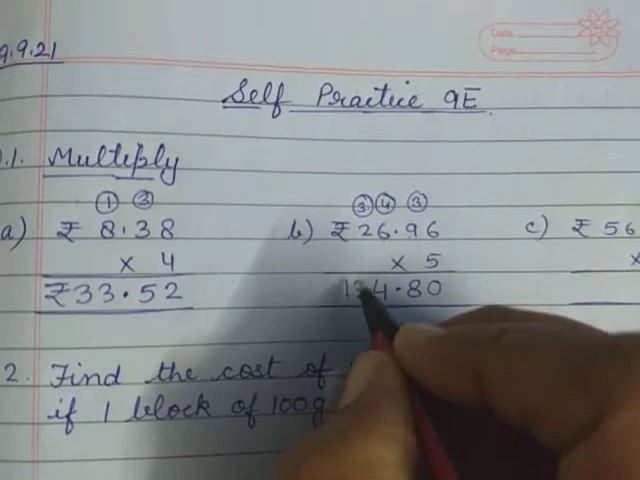 9.9.21
Date
Page
Self Practice 9E
.1. Multiply
① ③
a) ₹ 8.38
x 4
₹33.52
③ ④ ③
b) ₹26.96
x 5
134.80
c) ₹ 56
x
2. Find the cost of
if 1 block of 100g